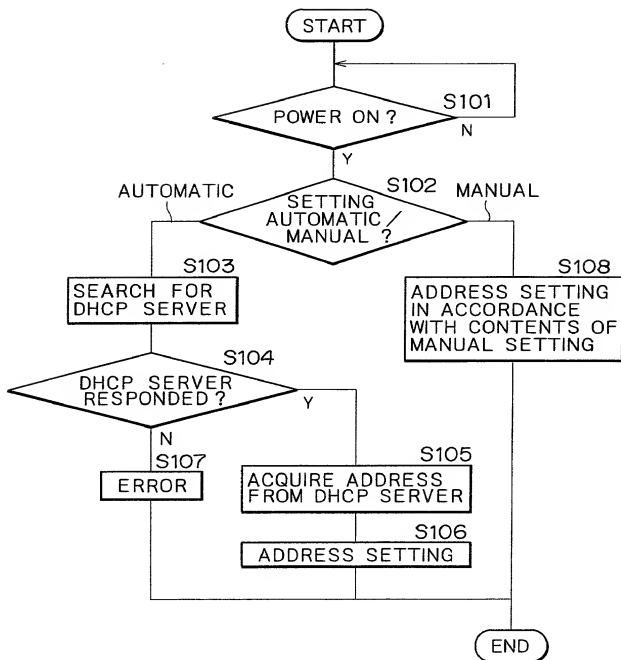 START
S101
POWER ON?
N
Y
AUTOMATIC
S102
MANUAL
SETTING
AUTOMATIC/
MANUAL?
S103
SEARCH FOR
DHCP SERVER
S108
ADDRESS SETTING
IN ACCORDANCE
WITH CONTENTS OF
MANUAL SETTING
S104
DHCP SERVER
RESPONDED?
Y
N
S107
ERROR
S105
ACQUIRE ADDRESS
FROM DHCP SERVER
S106
ADDRESS SETTING
END